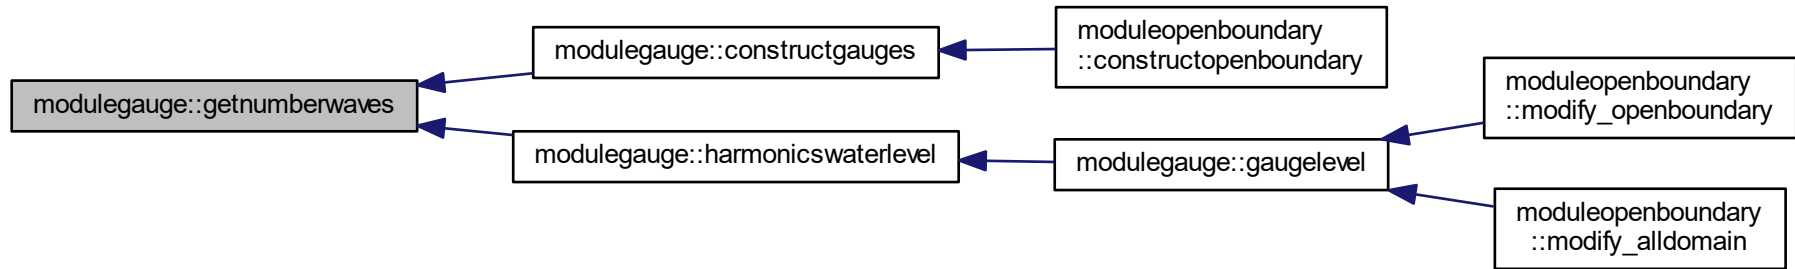 modulegauge::getnumberwaves
modulegauge::constructgauges
moduleopenboundary
::constructopenboundary
modulegauge::harmonicswaterlevel
modulegauge::gaugelevel
moduleopenboundary
::modify_openboundary
moduleopenboundary
::modify_alldomain